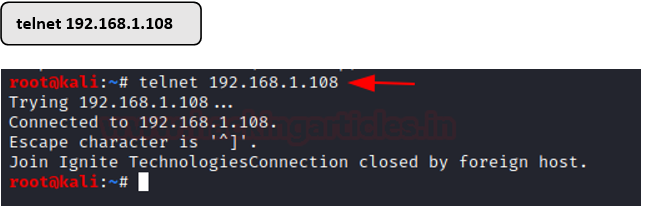 telnet 192.168.1.108
root@kali:~# telnet 192.168.1.108
Trying 192.168.1.108...
Connected to 192.168.1.108.
Escape character is '^]'.
Join Ignite TechnologiesConnection closed by foreign host.
root@kali:~#